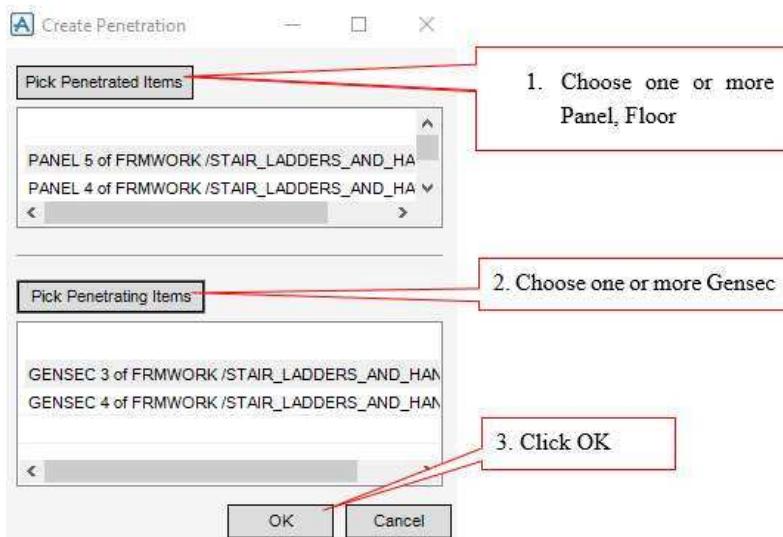 Create Penetration
Pick Penetrated Items
1. Choose one or more
Panel, Floor
PANEL 5 of FRMWORK /STAIR_LADDERS_AND_HA
PANEL 4 of FRMWORK /STAIR_LADDERS_AND_HA
Pick Penetrating Items
2. Choose one or more Gensec
GENSEC 3 of FRMWORK /STAIR_LADDERS_AND_HAN
GENSEC 4 of FRMWORK /STAIR_LADDERS_AND_HAN
3. Click OK
OK
Cancel